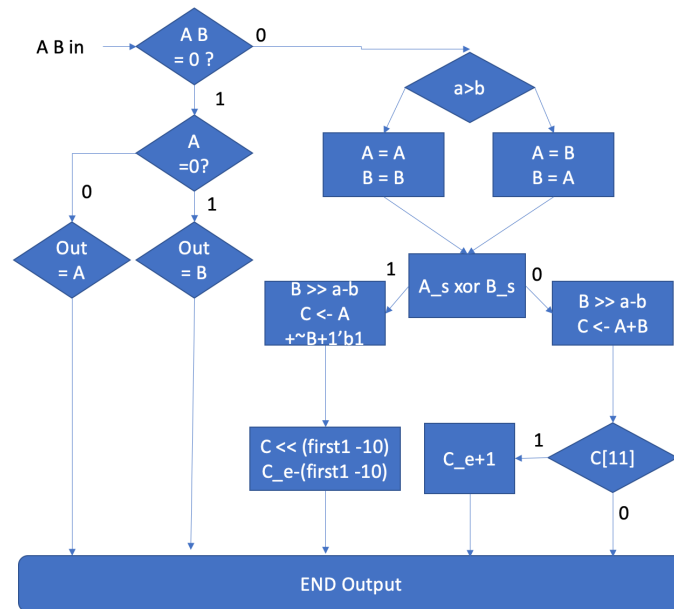 A B in
A B
= 0 ?
0
1
a>b
A
=0?
0
1
A = A
B = B
A = B
B = A
Out
= A
Out
= B
A_s xor B_s
1
0
B >> a-b
C <- A
+~B+1’b1
B >> a-b
C <- A+B
C << (first1 -10)
C_e-(first1 -10)
C_e+1
1
C[11]
0
END Output